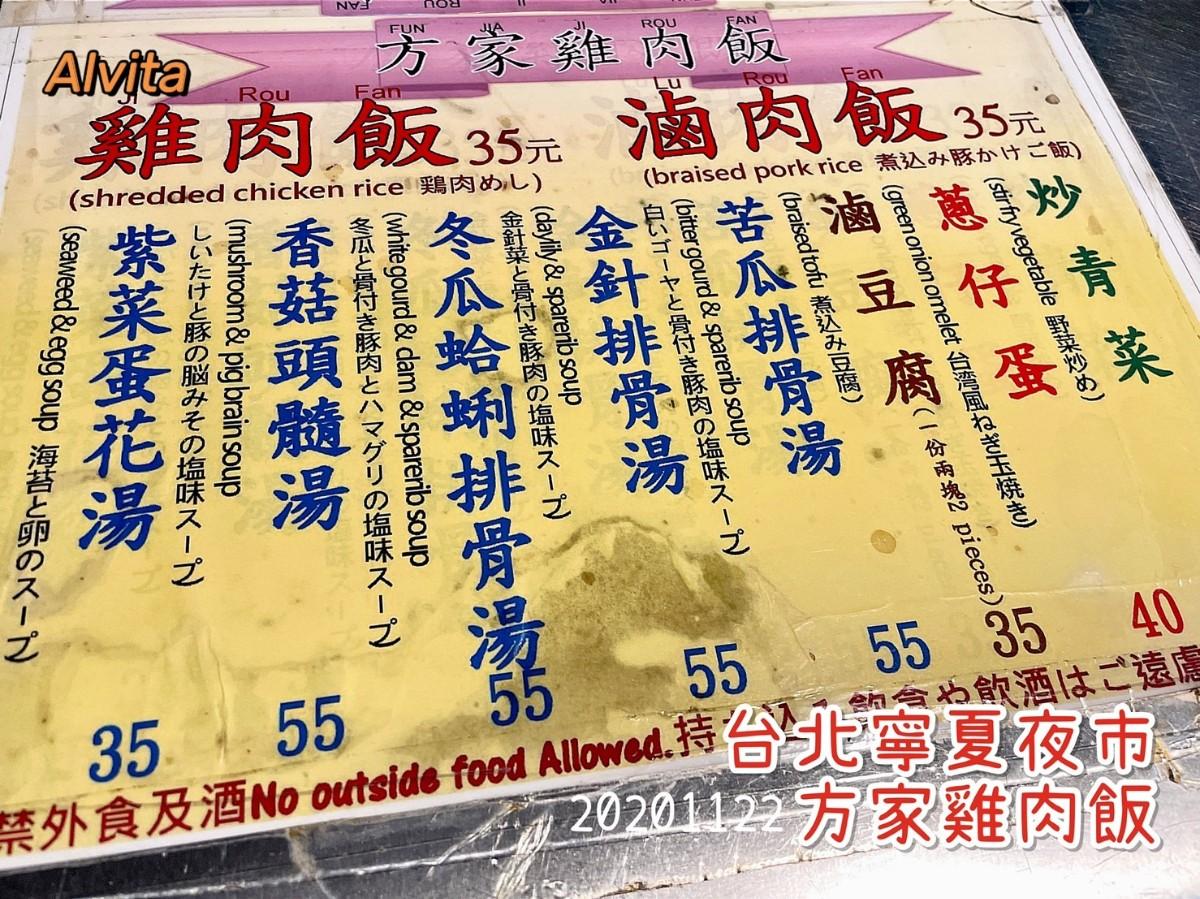 Alvita
FUN JIA JI ROU FAN
方家雞肉飯
Rou Fan
雞肉飯 35元
(shredded chicken rice 鶏肉めし)
Lu Rou Fan
滷肉飯 35元
(braised pork rice 煮込み豚かけご飯)
炒青菜
(stir-fry vegetable 野菜炒め)
40
蔥仔蛋
(green onion omelet 台湾風ねぎ玉焼き)
35
滷豆腐(一份兩塊2 pieces)
(braised tofu 煮込み豆腐)
苦瓜排骨湯
(bitter gourd & sparerib soup
白いゴーヤと骨付き豚肉の塩味スープ)
55
金針排骨湯
(daylily & sparerib soup
金針菜と骨付き豚肉の塩味スープ)
55
冬瓜蛤蜊排骨湯
(white gourd & clam & sparerib soup
冬瓜と骨付き豚肉とハマグリの塩味スープ)
55
香菇頭髓湯
(mushroom & pig brain soup
しいたけと豚の脳みその塩味スープ)
55
紫菜蛋花湯
(seaweed & egg soup 海苔と卵のスープ)
35
禁外食及酒No outside food Allowed.持ち込み飲食や飲酒はご遠慮
台北寧夏夜市
20201122 方家雞肉飯